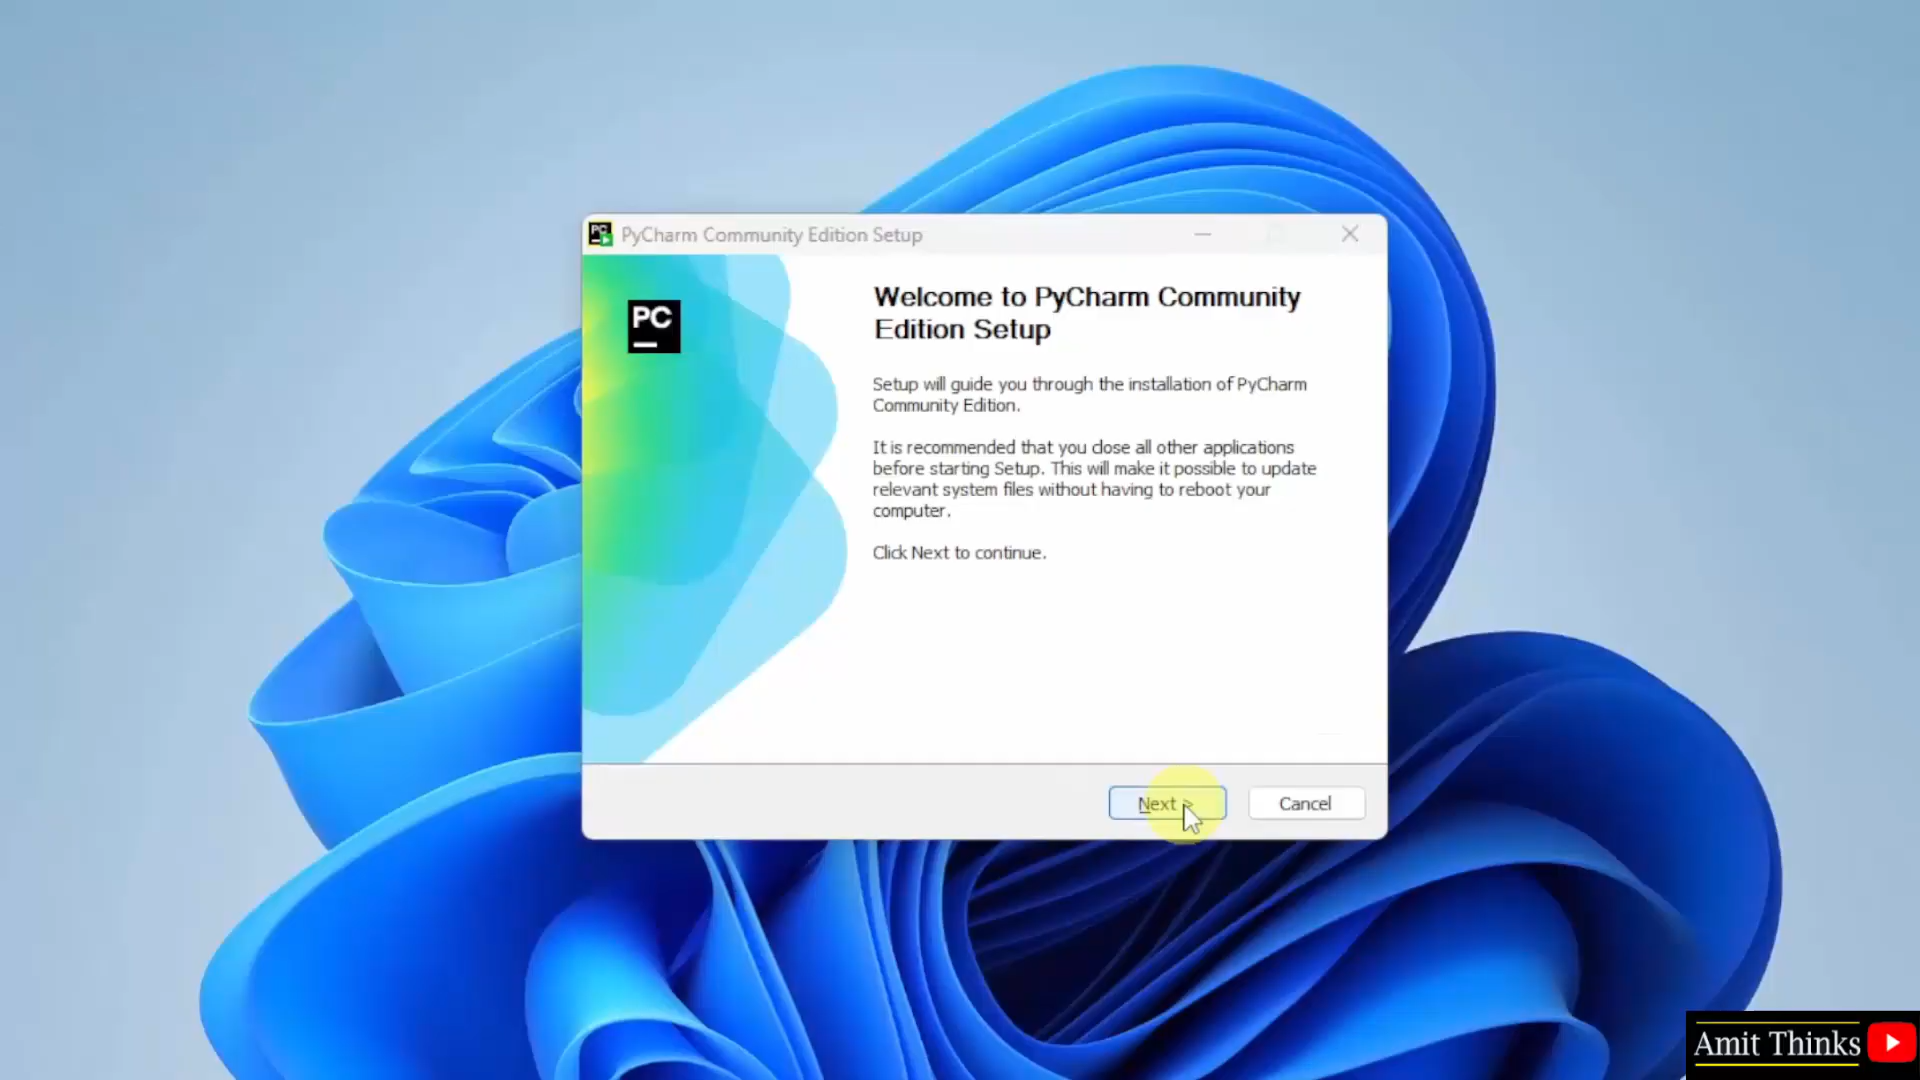 PyCharm Community Edition Setup
PC
Welcome to PyCharm Community
Edition Setup
Setup will guide you through the installation of PyCharm
Community Edition.
It is recommended that you close all other applications
before starting Setup. This will make it possible to update
relevant system files without having to reboot your
computer.
Click Next to continue.
Next >
Cancel
Amit Thinks